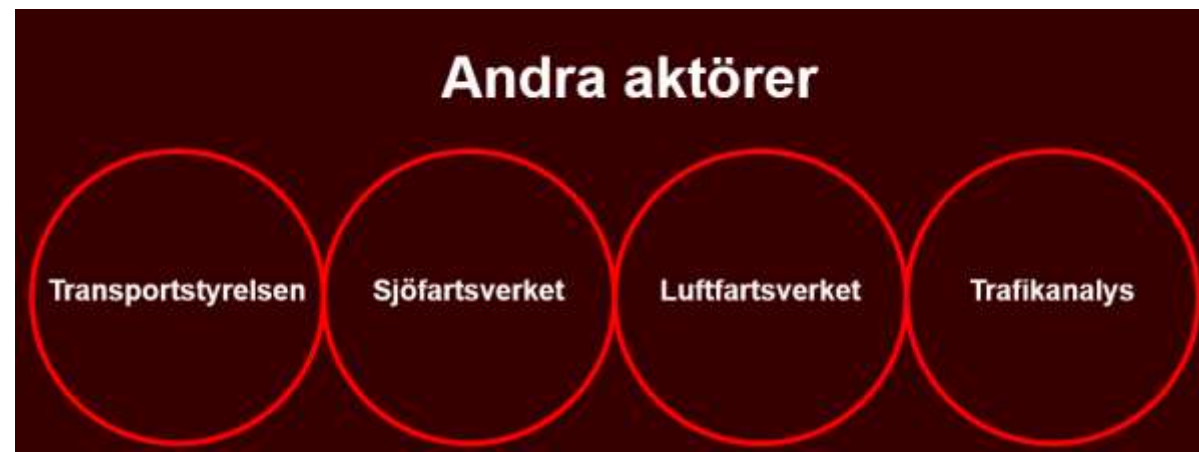 Andra aktörer
Transportstyrelsen
Sjöfartsverket
Luftfartsverket
Trafikanalys